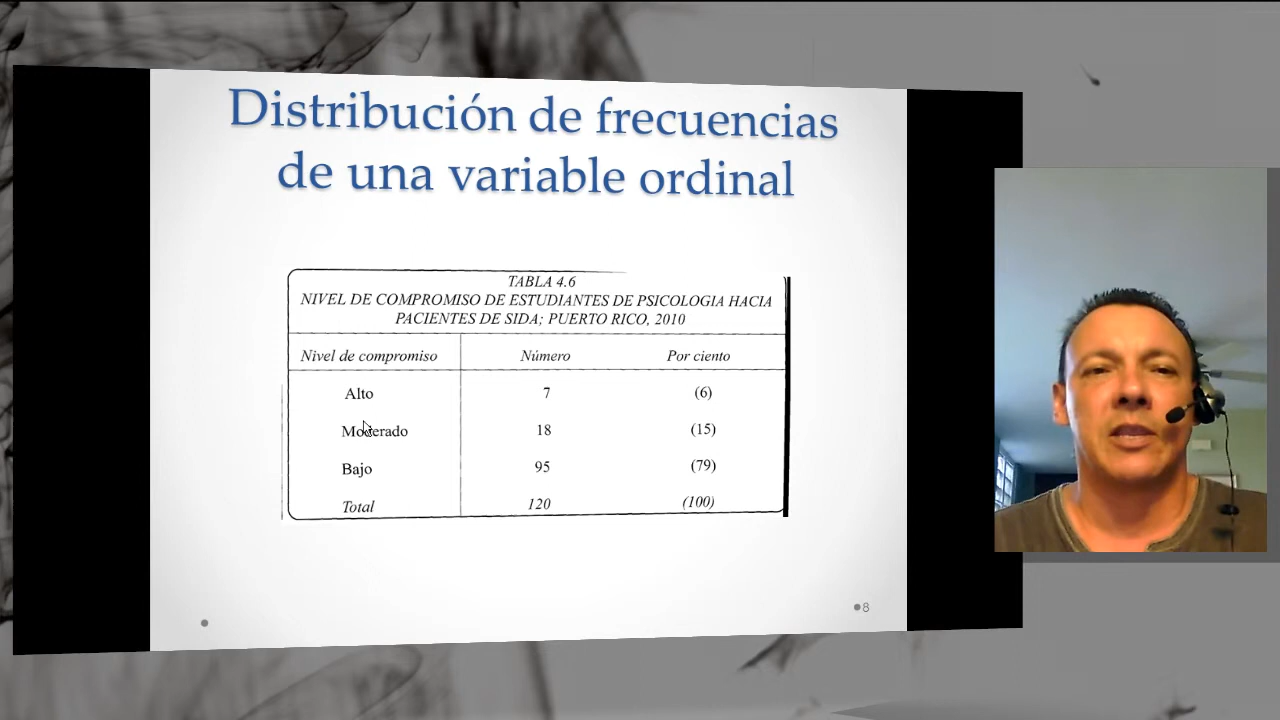 Distribución de frecuencias
de una variable ordinal
TABLA 4.6
NIVEL DE COMPROMISO DE ESTUDIANTES DE PSICOLOGIA HACIA
PACIENTES DE SIDA; PUERTO RICO, 2010
Nivel de compromiso Número Por ciento
Alto 7 (6)
Moderado 18 (15)
Bajo 95 (79)
Total 120 (100)
8